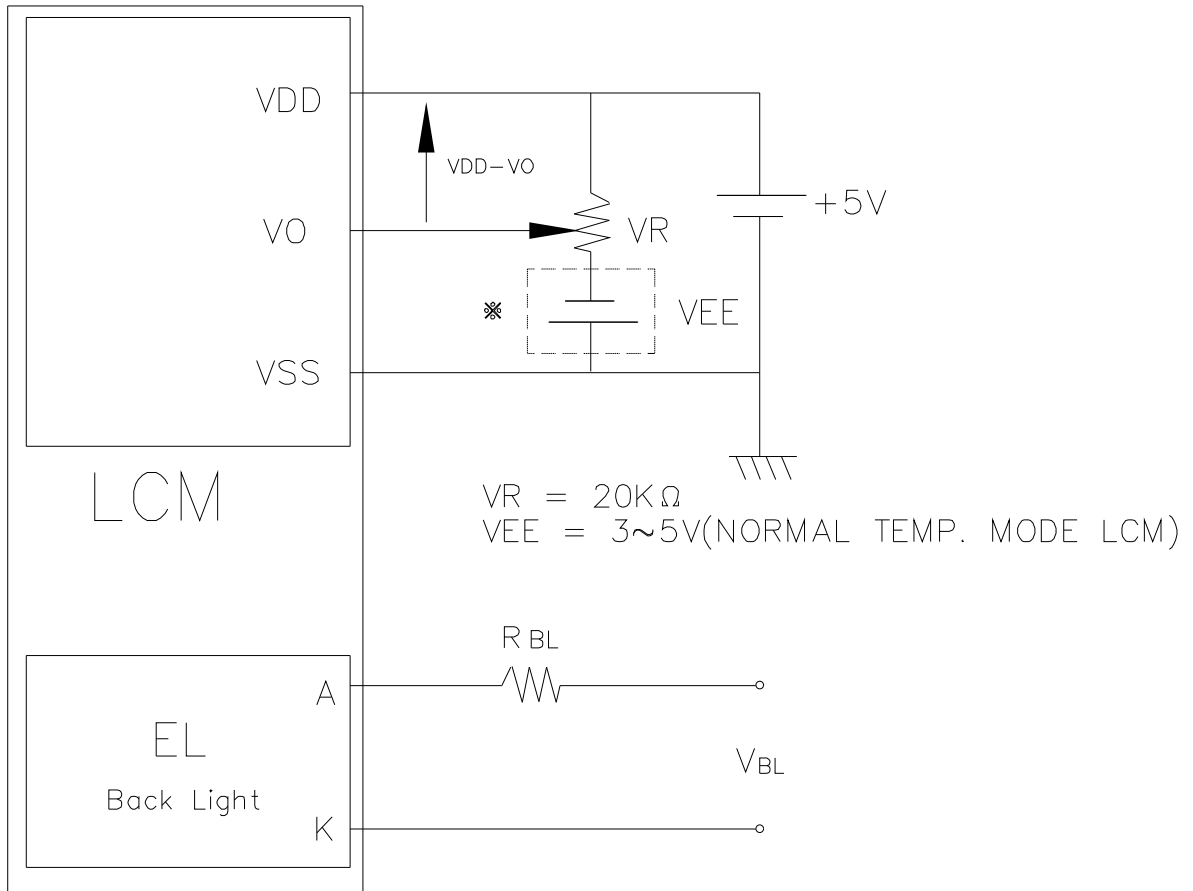 VDD
VDD-VO
+5V
VO
VR
※
VEE
VSS
LCM
VR = 20KΩ
VEE = 3~5V(NORMAL TEMP. MODE LCM)
RBL
A
EL
VBL
Back Light
K